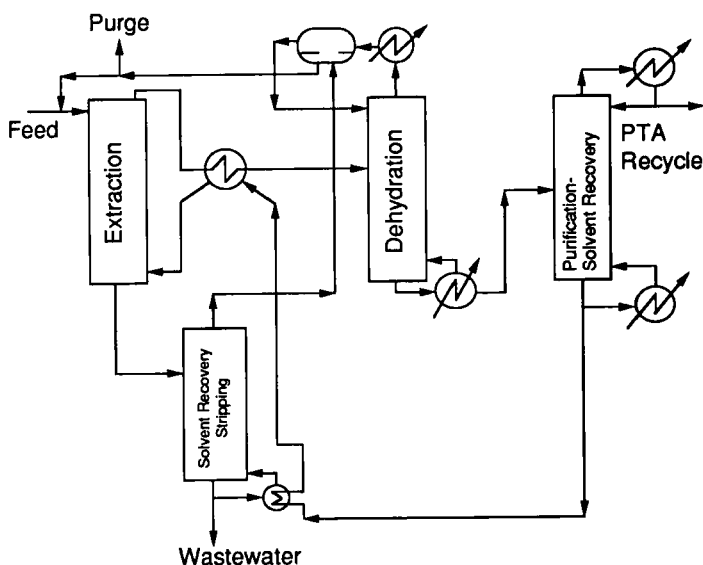 Purge
Feed
Extraction
Dehydration
Purification-
Solvent Recovery
PTA
Recycle
Solvent Recovery
Stripping
Wastewater